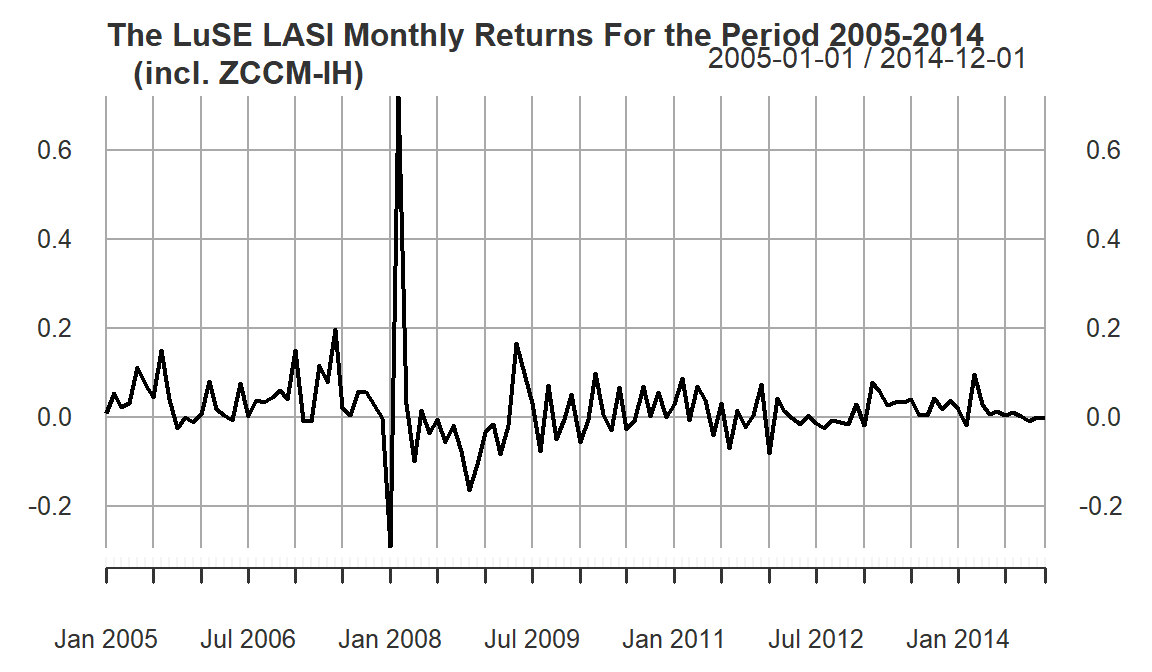 The LuSE LASI Monthly Returns For the Period 2005-2014
2005-01-01 / 2014-12-01
(incl. ZCCM-IH)
0.6 0.6
0.4 0.4
0.2 0.2
0.0 0.0
-0.2 -0.2
Jan 2005 Jul 2006 Jan 2008 Jul 2009 Jan 2011 Jul 2012 Jan 2014